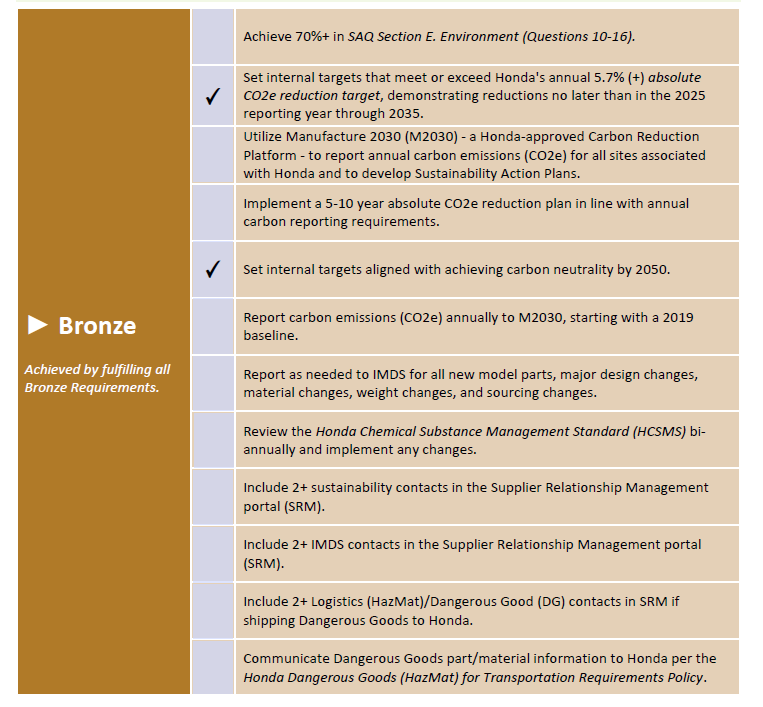 ► Bronze
Achieved by fulfilling all
Bronze Requirements.
Achieve 70%+ in SAQ Section E. Environment (Questions 10-16).
✓
Set internal targets that meet or exceed Honda's annual 5.7% (+) absolute
CO2e reduction target, demonstrating reductions no later than in the 2025
reporting year through 2035.
Utilize Manufacture 2030 (M2030) - a Honda-approved Carbon Reduction
Platform - to report annual carbon emissions (CO2e) for all sites associated
with Honda and to develop Sustainability Action Plans.
Implement a 5-10 year absolute CO2e reduction plan in line with annual
carbon reporting requirements.
✓
Set internal targets aligned with achieving carbon neutrality by 2050.
Report carbon emissions (CO2e) annually to M2030, starting with a 2019
baseline.
Report as needed to IMDS for all new model parts, major design changes,
material changes, weight changes, and sourcing changes.
Review the Honda Chemical Substance Management Standard (HCSMS) bi-
annually and implement any changes.
Include 2+ sustainability contacts in the Supplier Relationship Management
portal (SRM).
Include 2+ IMDS contacts in the Supplier Relationship Management portal
(SRM).
Include 2+ Logistics (HazMat)/Dangerous Good (DG) contacts in SRM if
shipping Dangerous Goods to Honda.
Communicate Dangerous Goods part/material information to Honda per the
Honda Dangerous Goods (HazMat) for Transportation Requirements Policy.